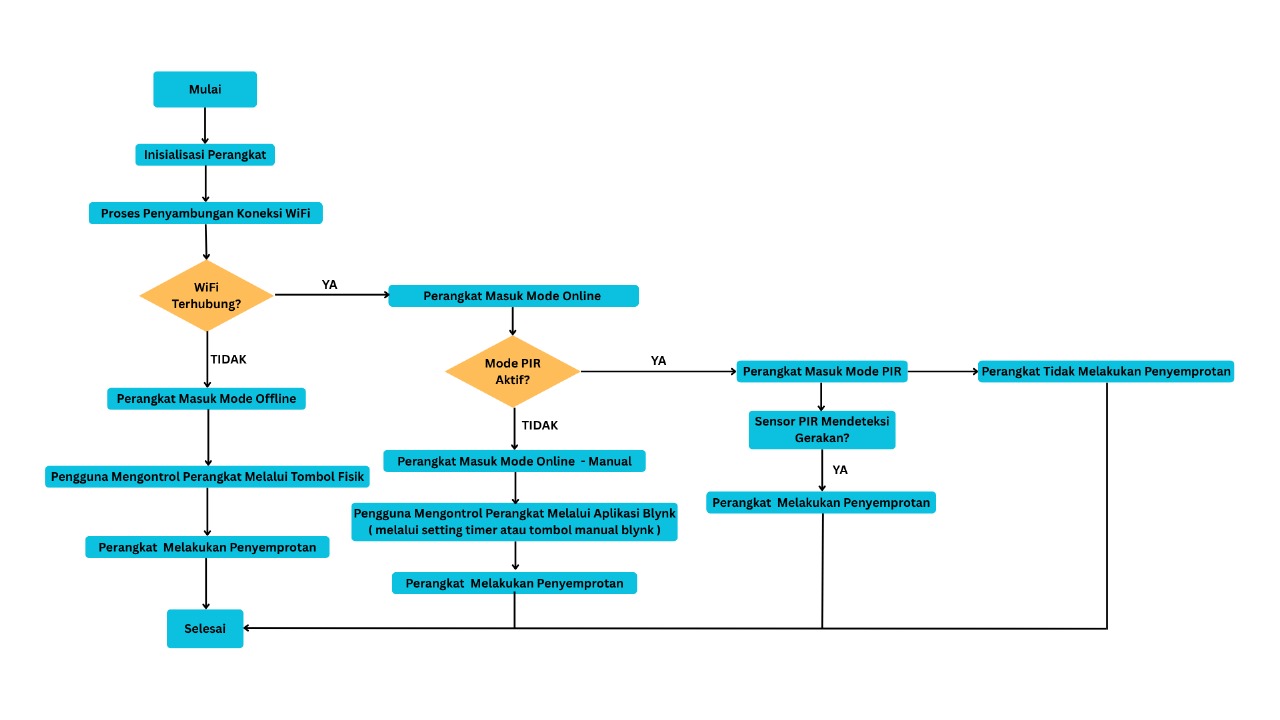 Mulai
Inisialisasi Perangkat
Proses Penyambungan Koneksi WiFi
WiFi
Terhubung?
YA
TIDAK
Perangkat Masuk Mode Offline
Pengguna Mengontrol Perangkat Melalui Tombol Fisik
Perangkat Melakukan Penyemprotan
Selesai
Perangkat Masuk Mode Online
Mode PIR
Aktif?
YA
TIDAK
Perangkat Masuk Mode Online - Manual
Pengguna Mengontrol Perangkat Melalui Aplikasi Blynk
( melalui setting timer atau tombol manual blynk )
Perangkat Melakukan Penyemprotan
Perangkat Masuk Mode PIR
Sensor PIR Mendeteksi
Gerakan?
YA
Perangkat Melakukan Penyemprotan
Perangkat Tidak Melakukan Penyemprotan